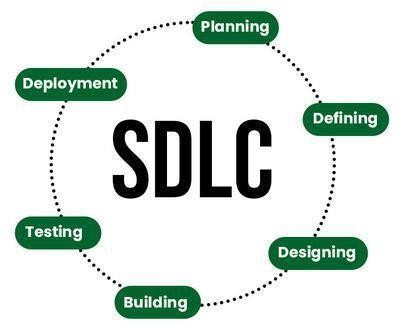 Planning
Deployment
Defining
SDLC
Testing
Designing
Building